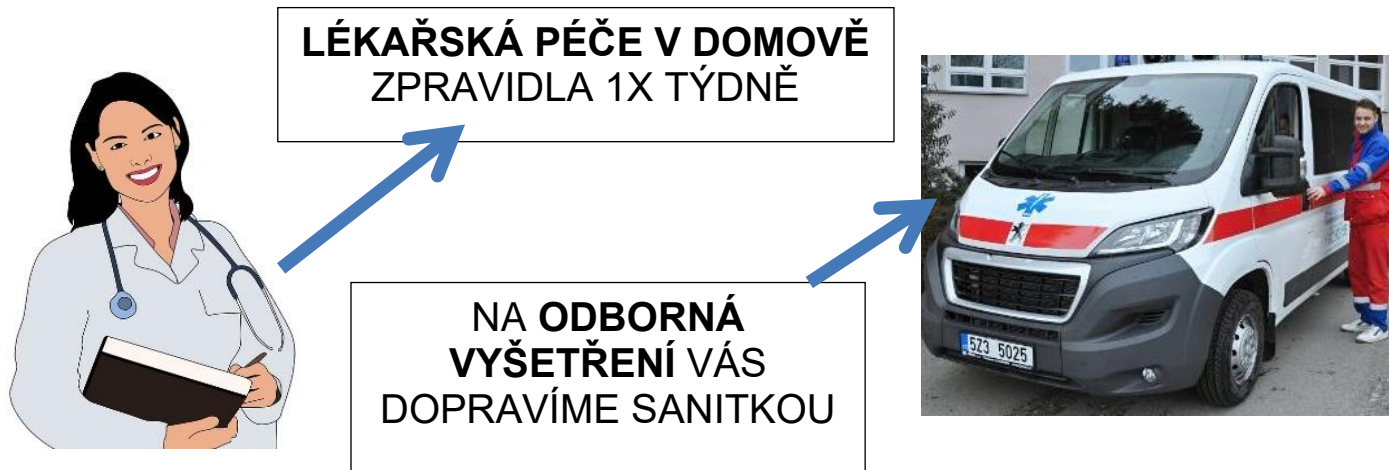 LÉKAŘSKÁ PÉČE V DOMOVĚ
ZPRAVIDLA 1X TÝDNĚ
NA ODBORNÁ
VYŠETŘENÍ VÁS
DOPRAVÍME SANITKOU
5Z3 5025